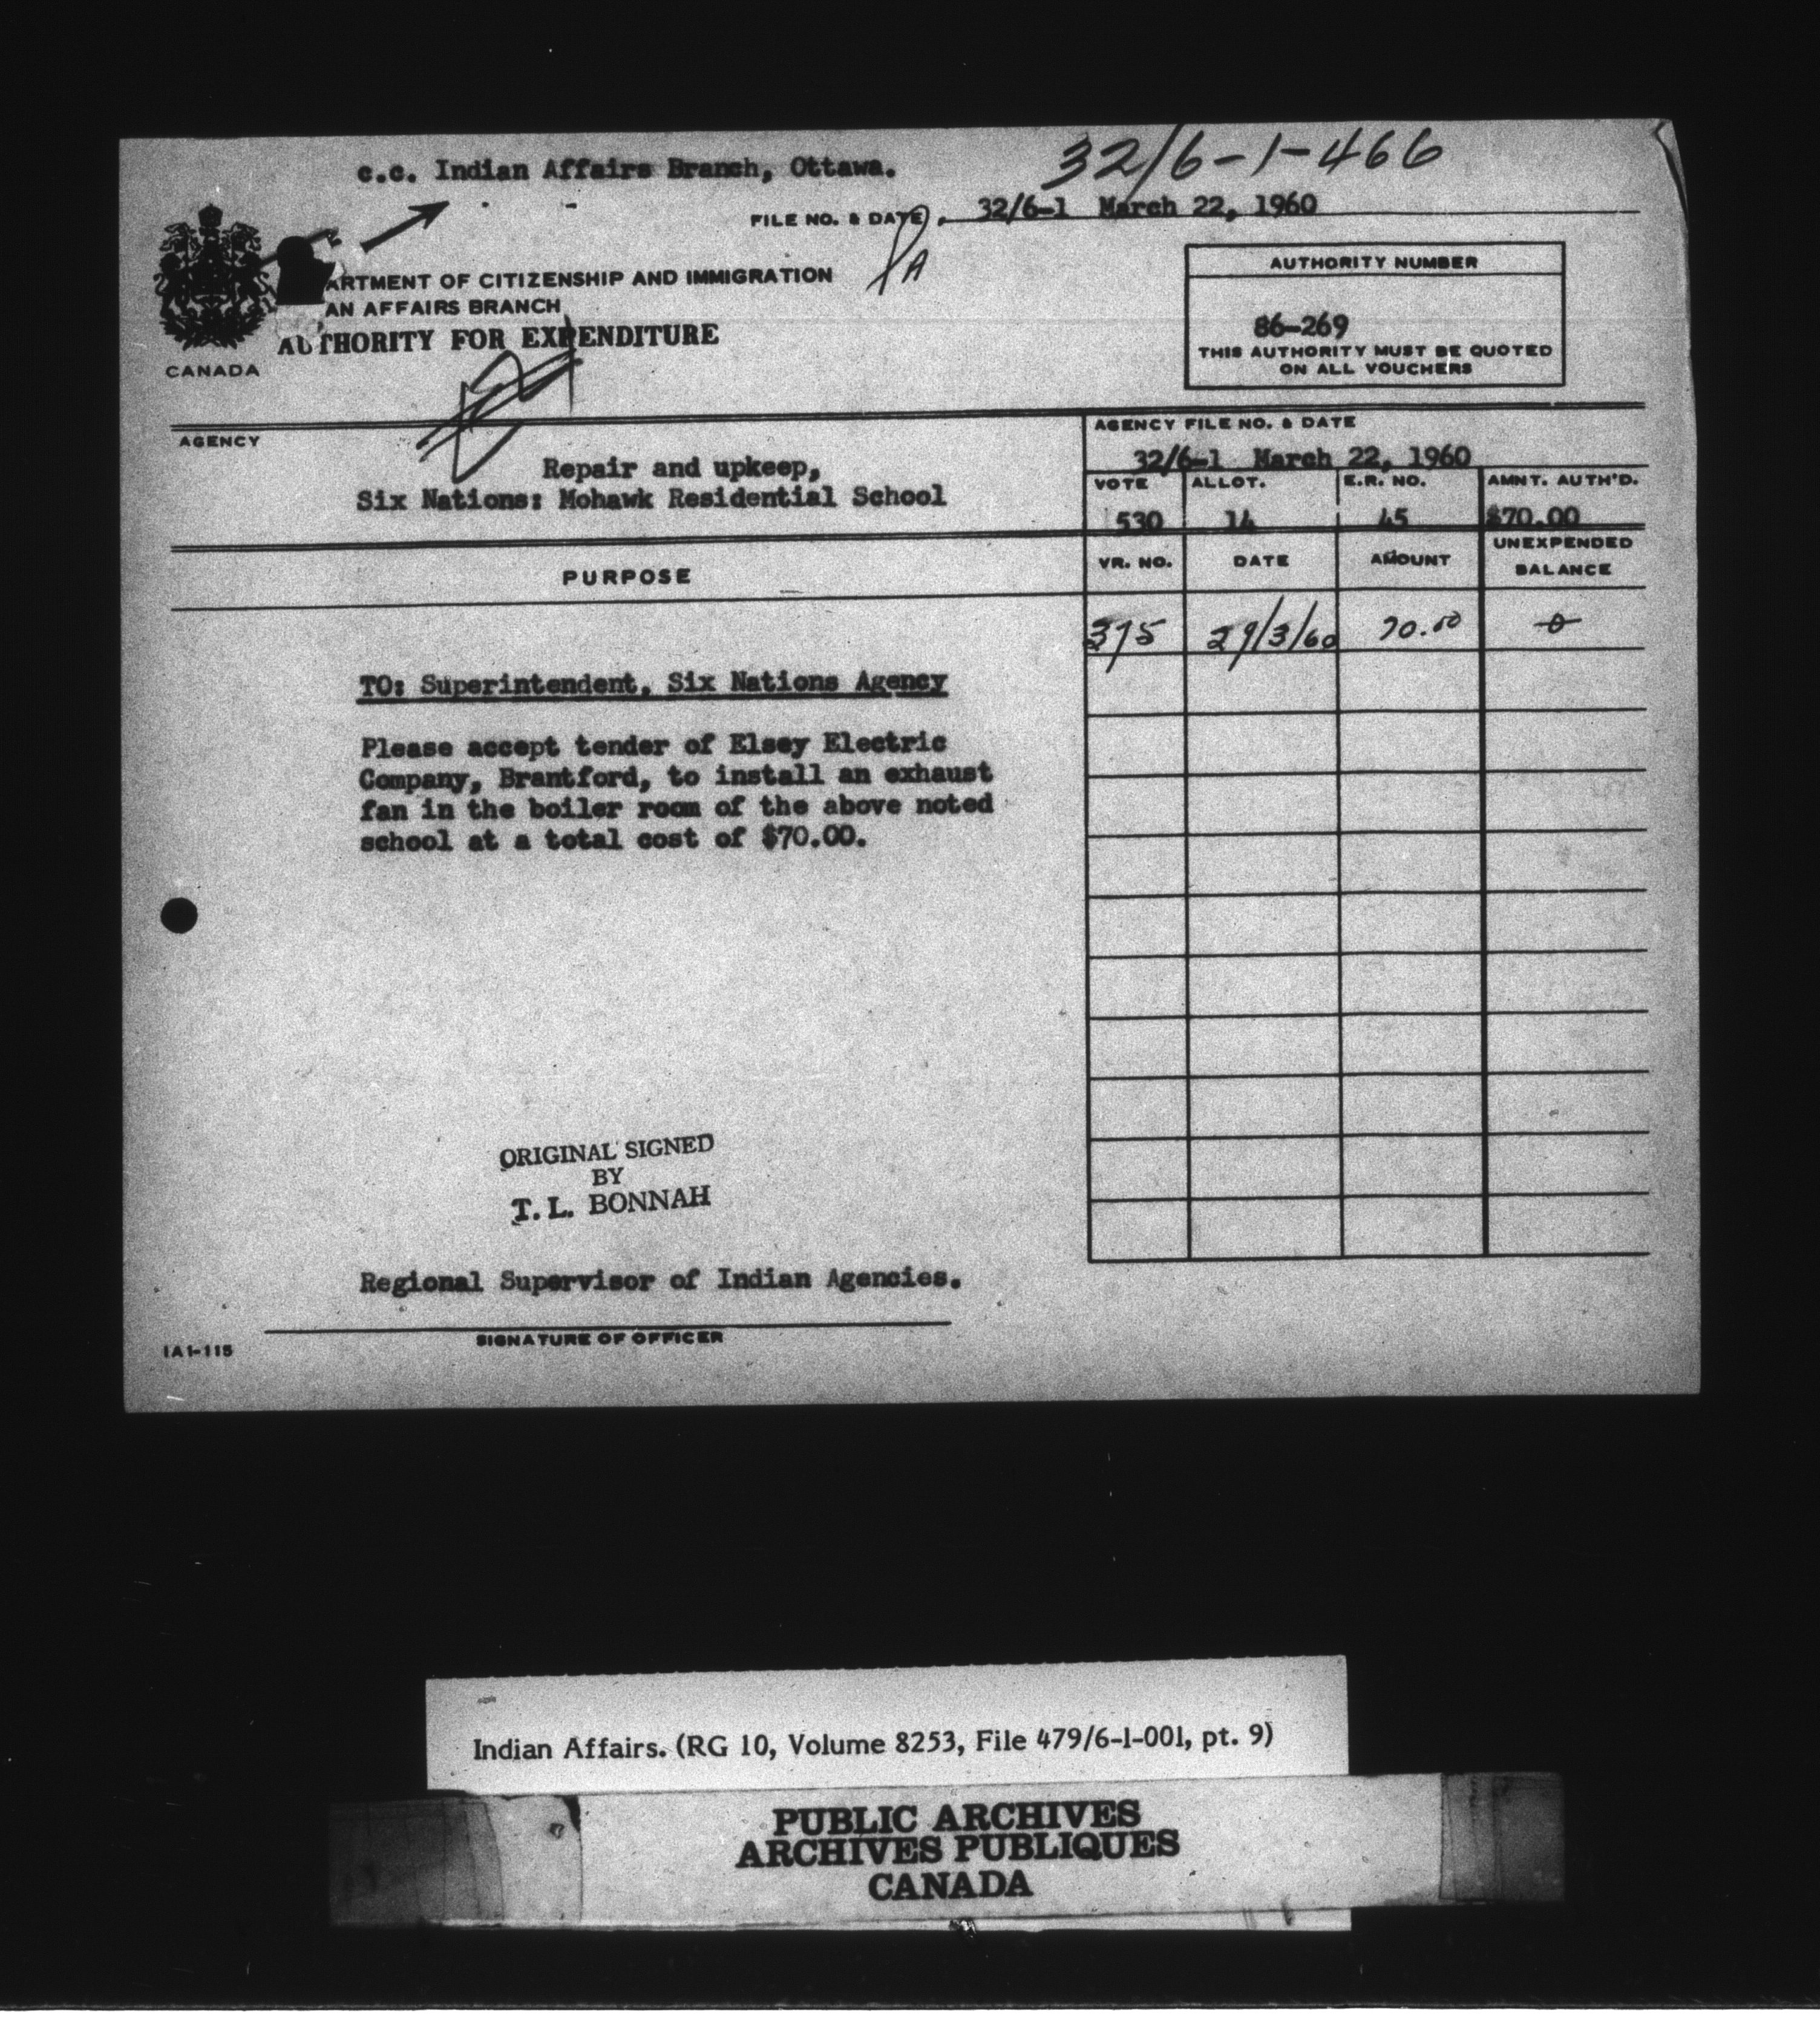 32/6-1-466
c.c. Indian Affairs Branch, Ottawa.
FILE NO. & DATE 32/6-1 March 22, 1960
PA
ARTMENT OF CITIZENSHIP AND IMMIGRATION
AN AFFAIRS BRANCH
AUTHORITY FOR EXPENDITURE
CANADA
AUTHORITY NUMBER
86-269
THIS AUTHORITY MUST BE QUOTED
ON ALL VOUCHERS
AGENCY
Repair and upkeep,
Six Nations: Mohawk Residential School
AGENCY FILE NO. & DATE
32/6-1 March 22, 1960
VOTE ALLOT. E.R. NO. AMNT. AUTH'D.
530 14 45 $70.00
PURPOSE
VR. NO. DATE AMOUNT UNEXPENDED BALANCE
375 29/3/60 70.00 0
TO: Superintendent, Six Nations Agency
Please accept tender of Elsey Electric
Company, Brantford, to install an exhaust
fan in the boiler room of the above noted
school at a total cost of $70.00.
ORIGINAL SIGNED
BY
T. L. BONNAH
Regional Supervisor of Indian Agencies.
SIGNATURE OF OFFICER
IA1-115
Indian Affairs. (RG 10, Volume 8253, File 479/6-1-001, pt. 9)
PUBLIC ARCHIVES
ARCHIVES PUBLIQUES
CANADA